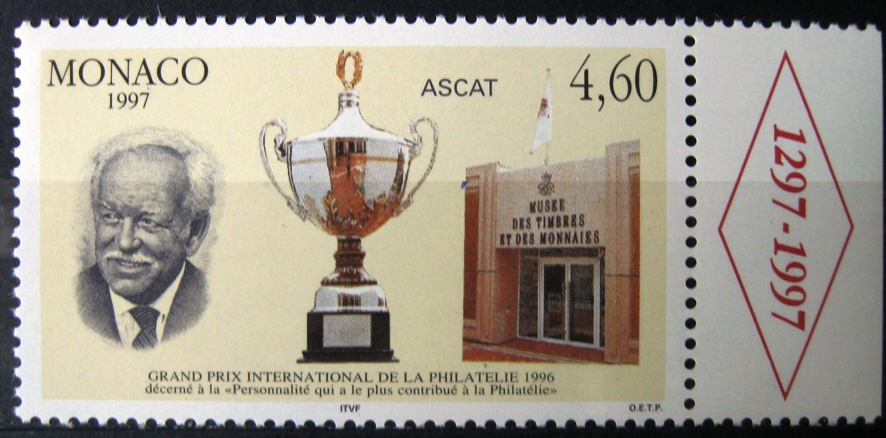 MONACO
1997
ASCAT
4,60
MUSEE
DES TIMBRES
ET DES MONNAIES
GRAND PRIX INTERNATIONAL DE LA PHILATELIE 1996
décerné à la «Personnalité qui a le plus contribué à la Philatélie»
ITVF
O.E.T.P.
1297-1997